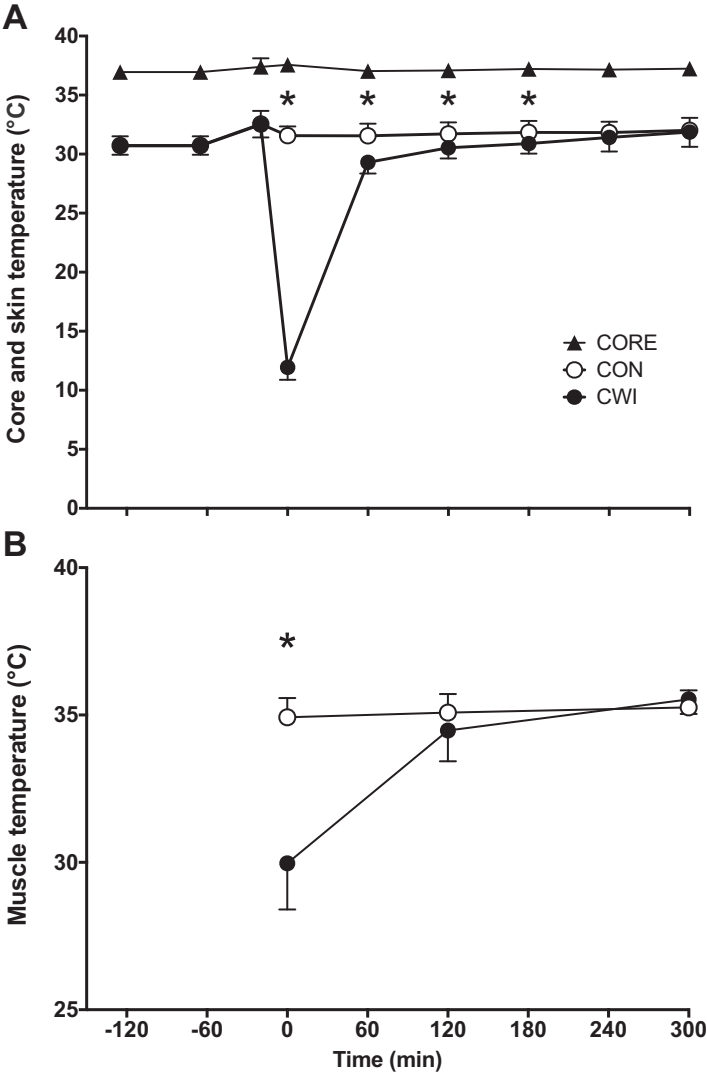 A
Core and skin temperature (°C)
40
35
30
25
20
15
10
5
0
* * * *
CORE
CON
CWI
B
Muscle temperature (°C)
40
35
30
25
*
-120 -60 0 60 120 180 240 300
Time (min)